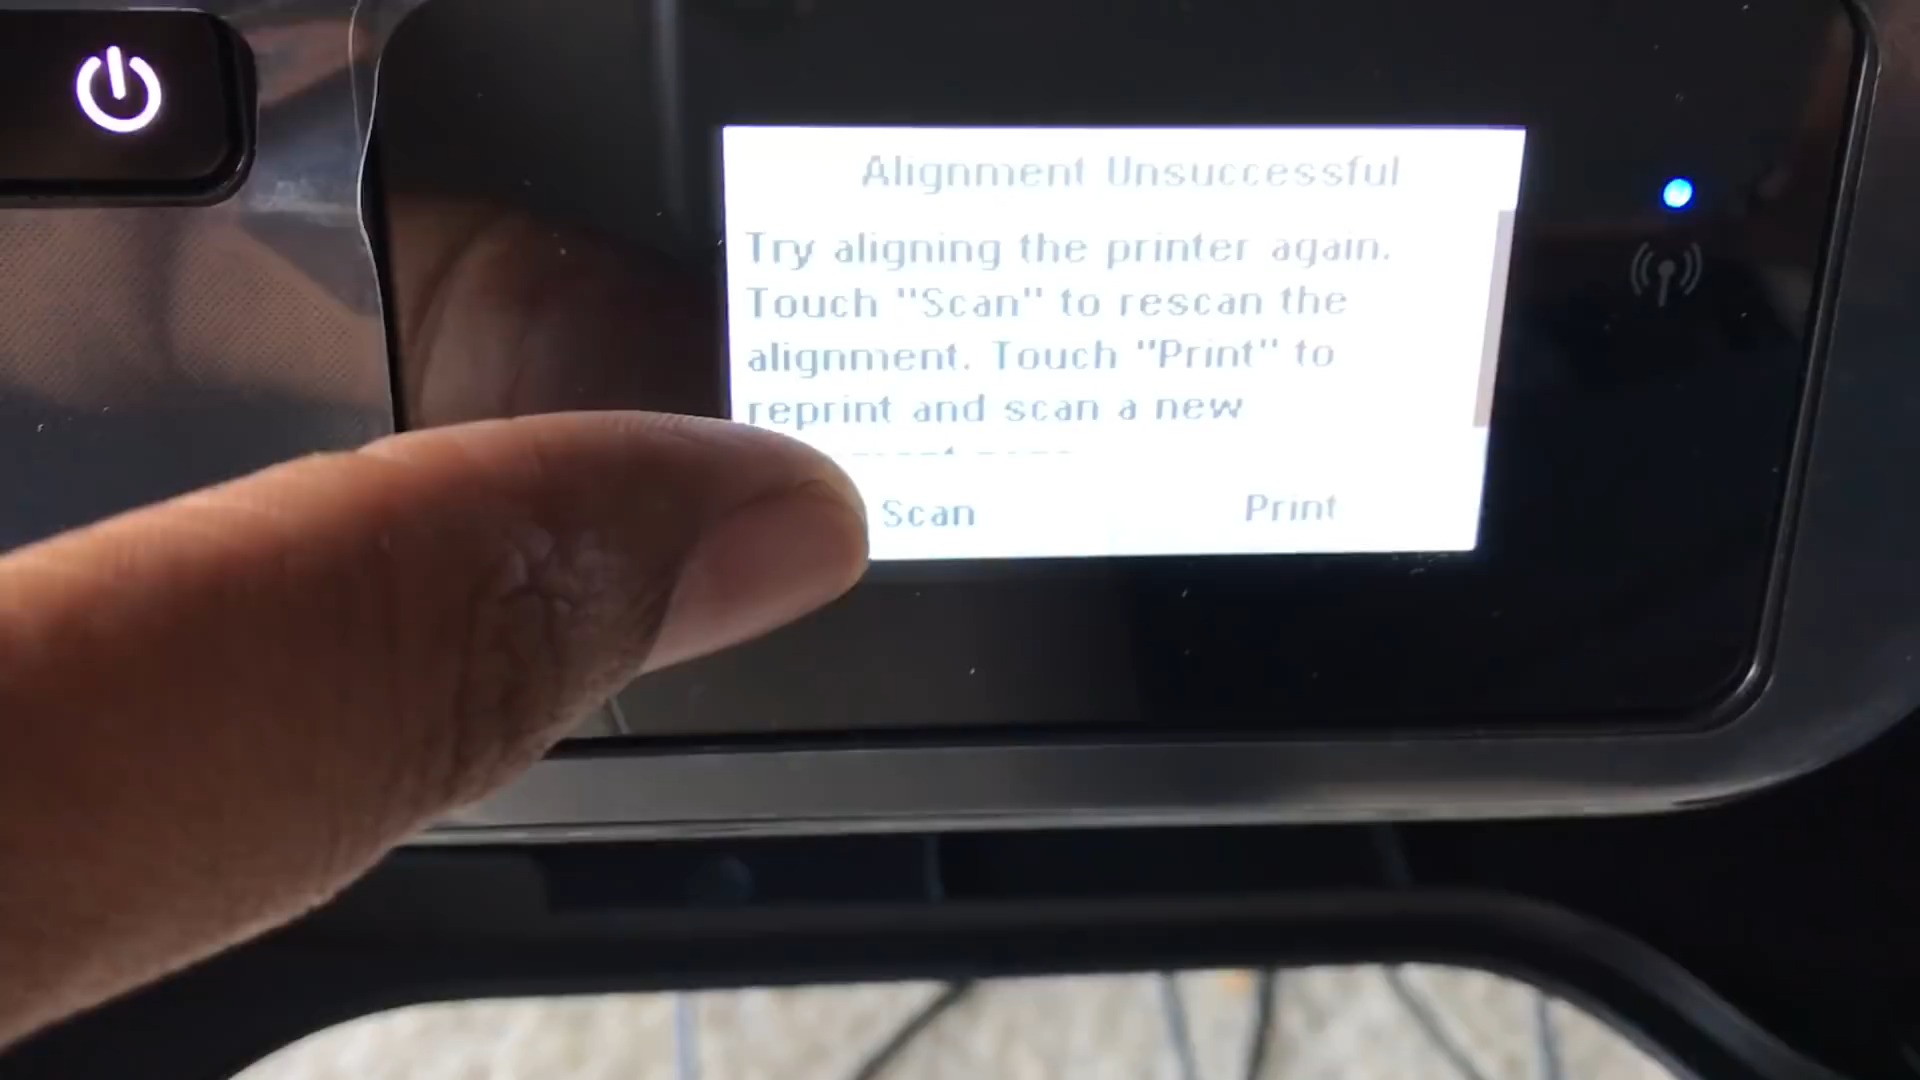 Alignment Unsuccessful
Try aligning the printer again.
Touch "Scan" to rescan the
alignment. Touch "Print" to
reprint and scan a new
Scan
Print